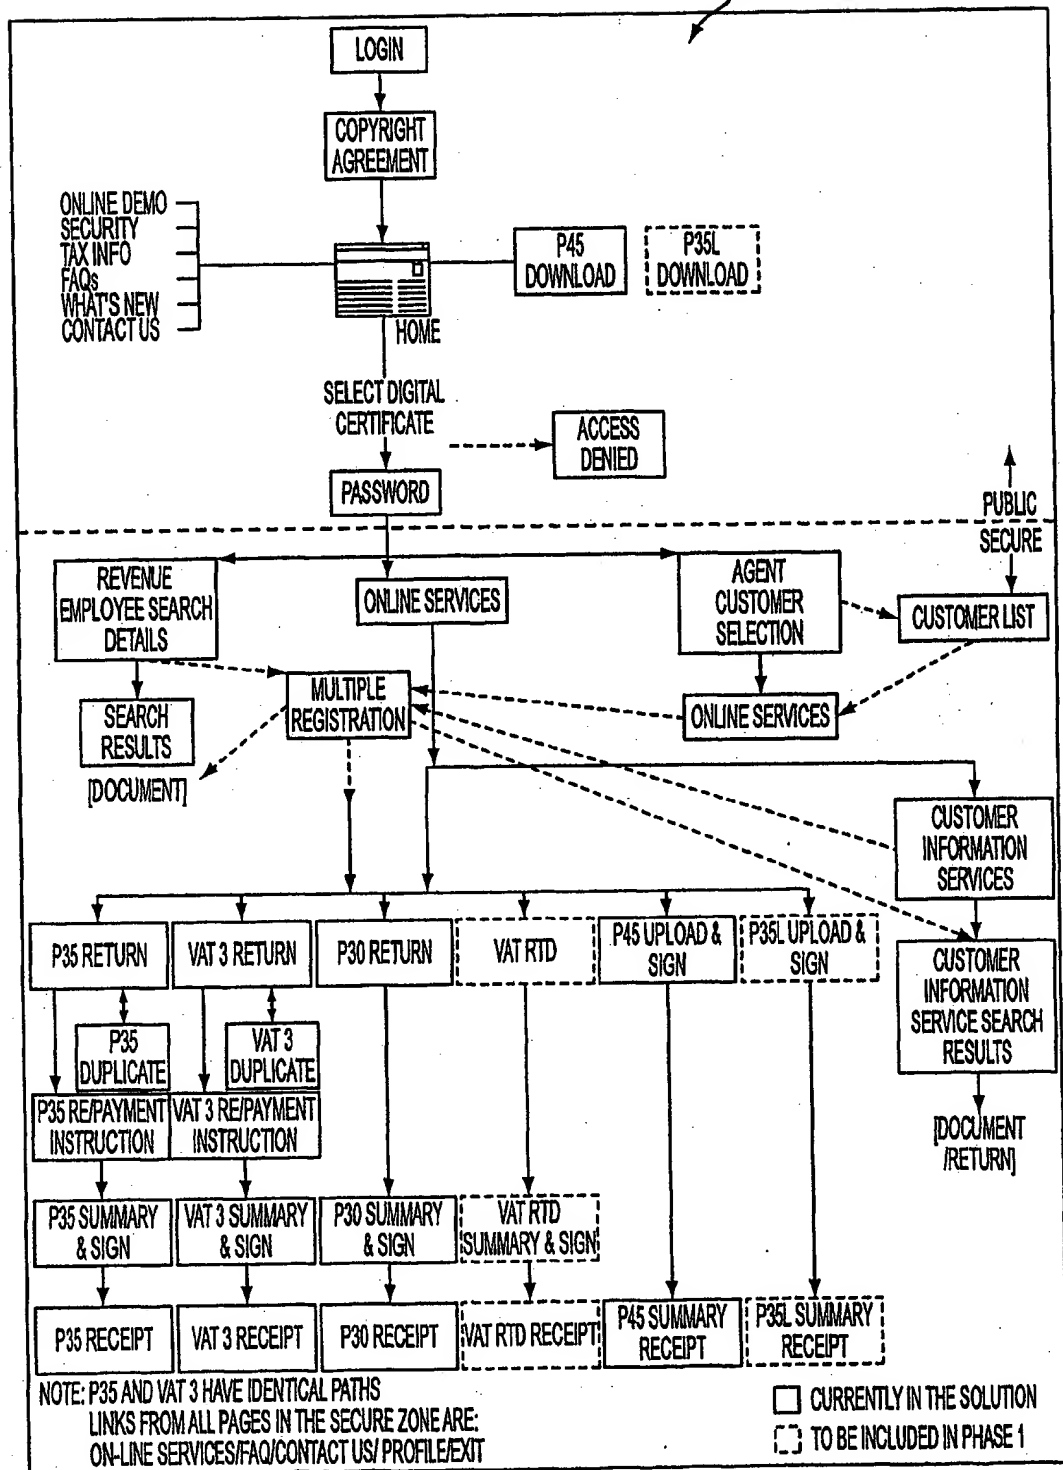 LOGIN
COPYRIGHT
AGREEMENT
ONLINE DEMO
SECURITY
TAX INFO
FAQs
WHAT'S NEW
CONTACT US
HOME
P45
DOWNLOAD
P35L
DOWNLOAD
SELECT DIGITAL
CERTIFICATE
ACCESS
DENIED
PASSWORD
PUBLIC
SECURE
REVENUE
EMPLOYEE SEARCH
DETAILS
ONLINE SERVICES
AGENT
CUSTOMER
SELECTION
CUSTOMER LIST
SEARCH
RESULTS
MULTIPLE
REGISTRATION
ONLINE SERVICES
[DOCUMENT]
CUSTOMER
INFORMATION
SERVICES
P35 RETURN
VAT 3 RETURN
P30 RETURN
VAT RTD
P45 UPLOAD &
SIGN
P35L UPLOAD &
SIGN
CUSTOMER
INFORMATION
SERVICE SEARCH
RESULTS
P35
DUPLICATE
VAT 3
DUPLICATE
P35 RE/PAYMENT
INSTRUCTION
VAT 3 RE/PAYMENT
INSTRUCTION
[DOCUMENT
/RETURN]
P35 SUMMARY
& SIGN
VAT 3 SUMMARY
& SIGN
P30 SUMMARY
& SIGN
VAT RTD
SUMMARY & SIGN
P35 RECEIPT
VAT 3 RECEIPT
P30 RECEIPT
VAT RTD RECEIPT
P45 SUMMARY
RECEIPT
P35L SUMMARY
RECEIPT
NOTE: P35 AND VAT 3 HAVE IDENTICAL PATHS
LINKS FROM ALL PAGES IN THE SECURE ZONE ARE:
ON-LINE SERVICES/FAQ/CONTACT US/ PROFILE/EXIT
CURRENTLY IN THE SOLUTION
TO BE INCLUDED IN PHASE 1